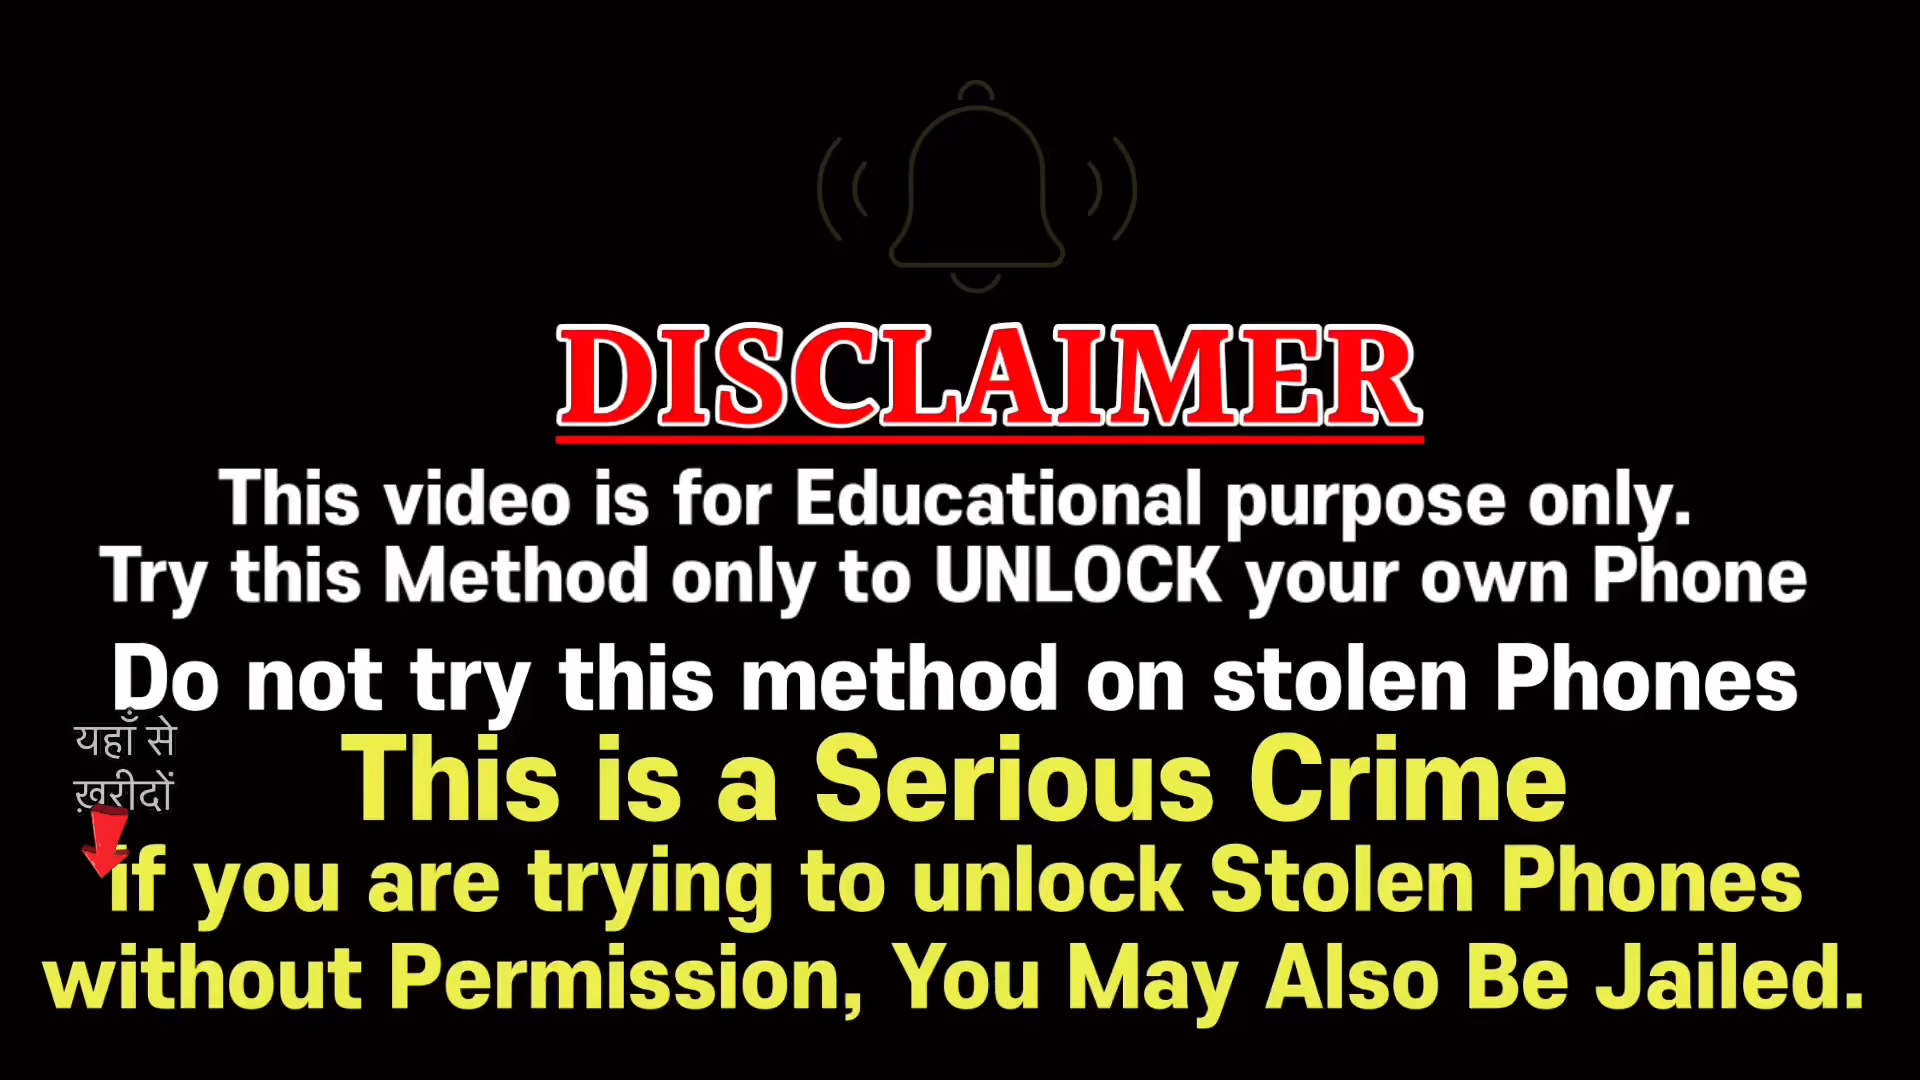 DISCLAIMER
This video is for Educational purpose only.
Try this Method only to UNLOCK your own Phone
Do not try this method on stolen Phones
यहाँ से
ख़रीदों
This is a Serious Crime
if you are trying to unlock Stolen Phones
without Permission, You May Also Be Jailed.